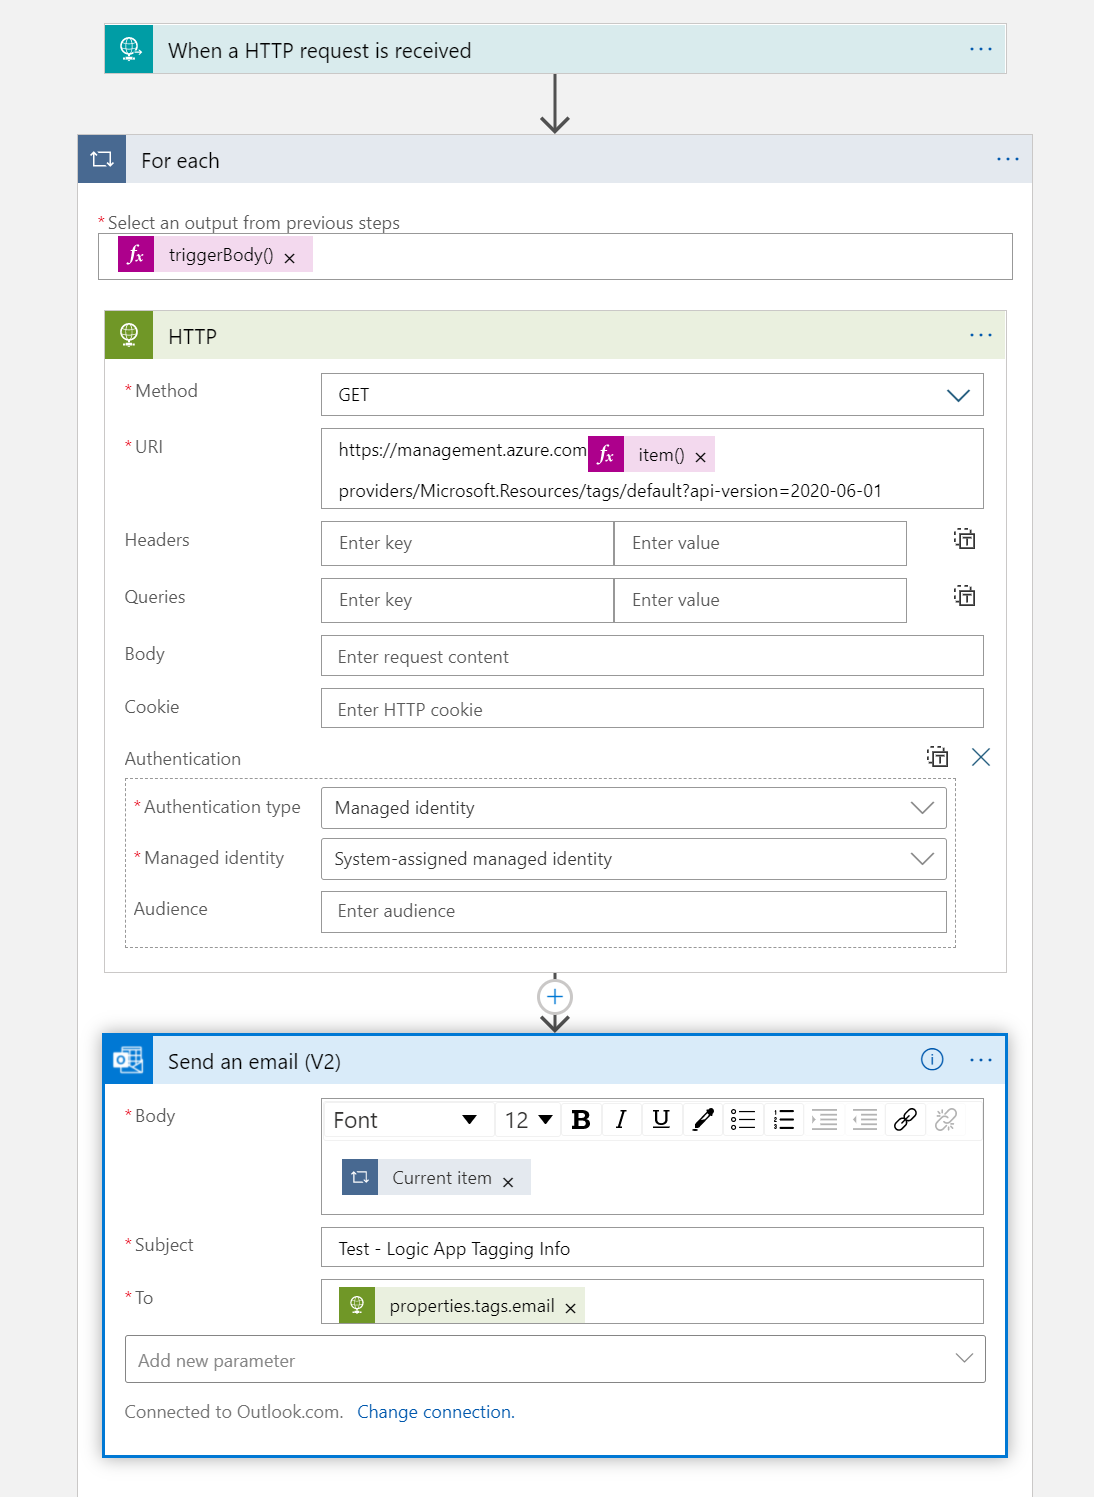 When a HTTP request is received
For each
* Select an output from previous steps
fx triggerBody() ×
HTTP
* Method
GET
* URI
https://management.azure.com fx item() ×
providers/Microsoft.Resources/tags/default?api-version=2020-06-01
Headers
Enter key Enter value
Queries
Enter key Enter value
Body
Enter request content
Cookie
Enter HTTP cookie
Authentication
* Authentication type
Managed identity
* Managed identity
System-assigned managed identity
Audience
Enter audience
Send an email (V2)
* Body
Font 12 B I U
Current item ×
* Subject
Test - Logic App Tagging Info
* To
properties.tags.email ×
Add new parameter
Connected to Outlook.com. Change connection.